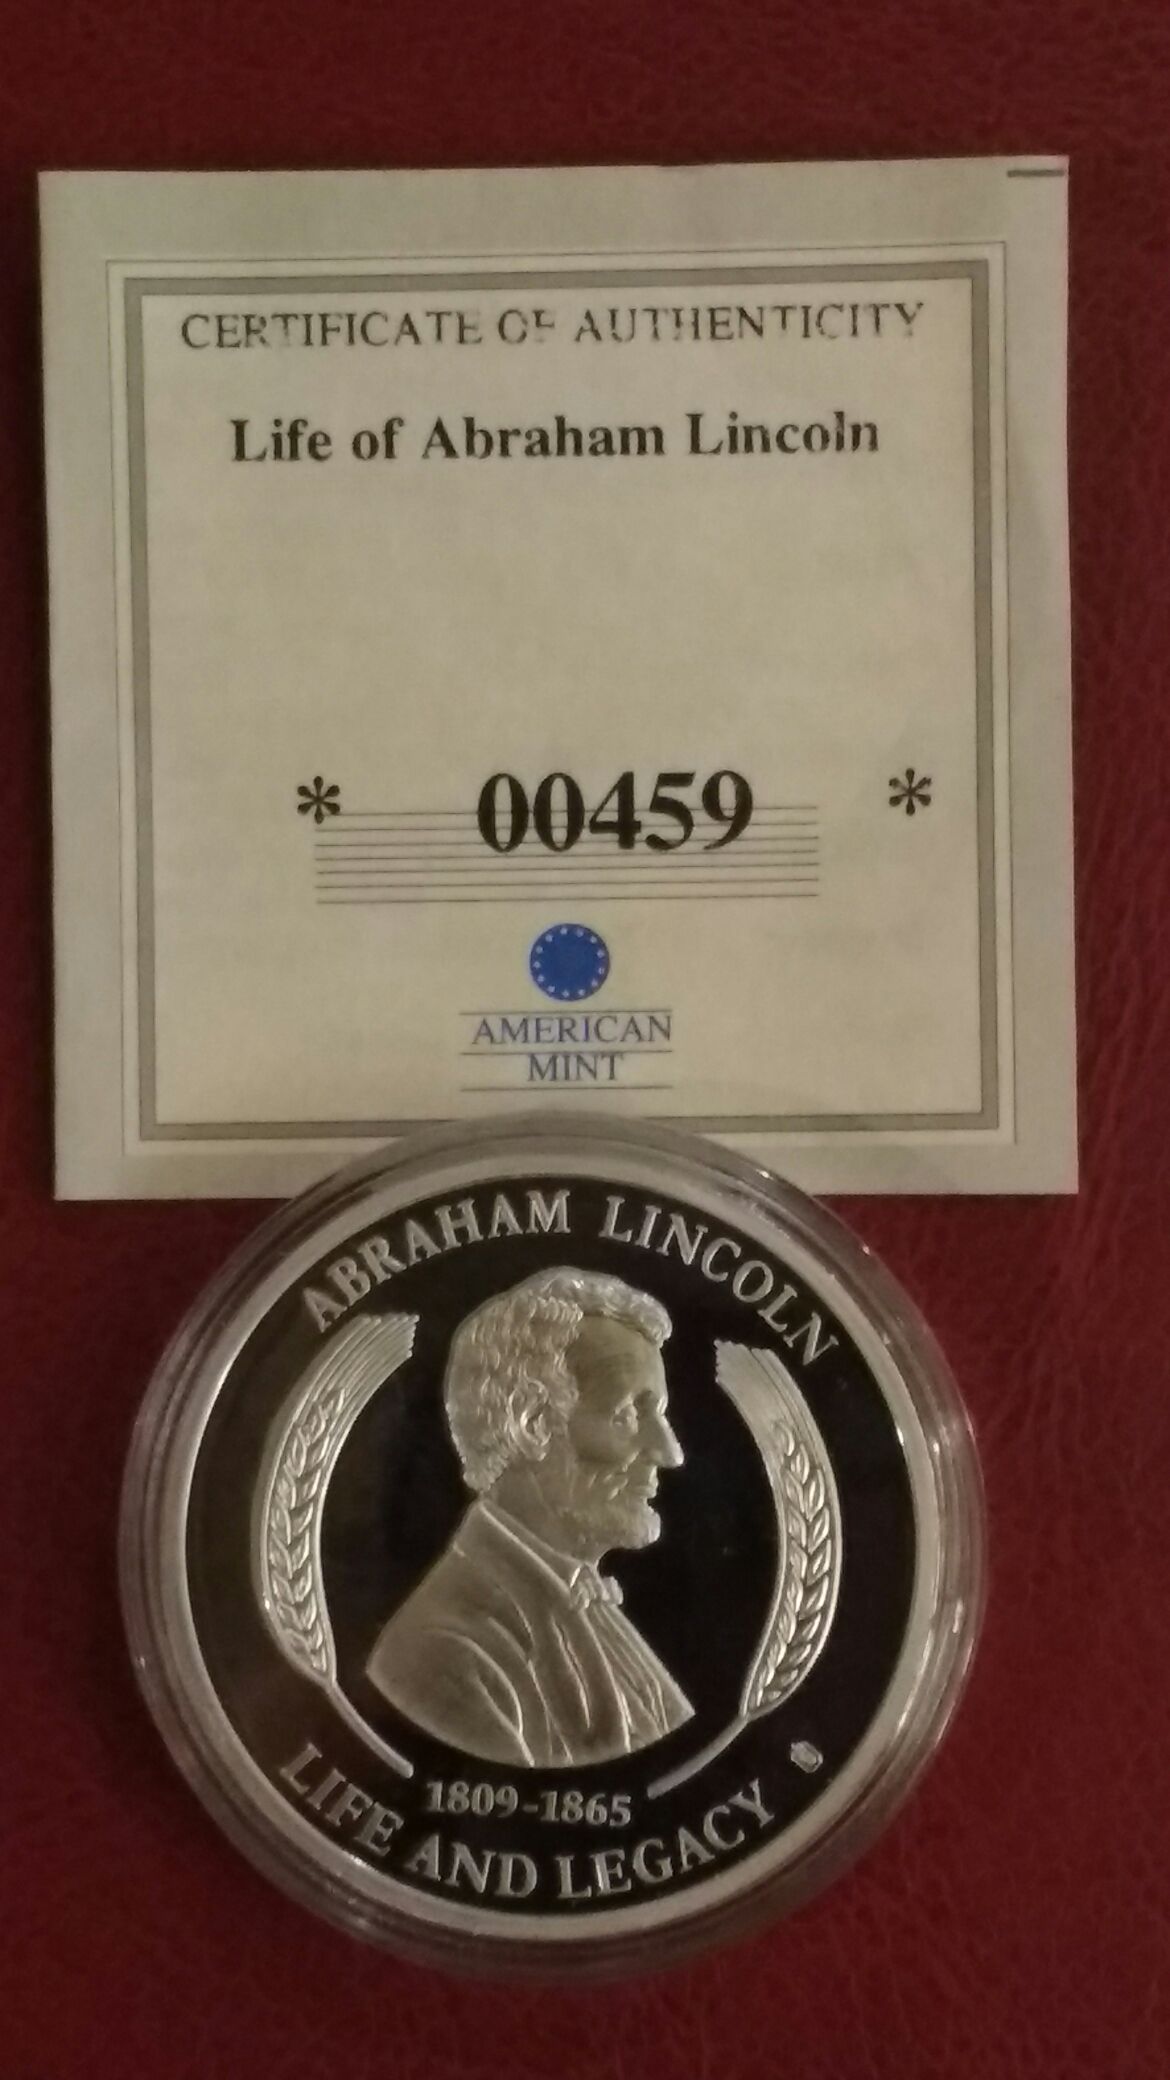 CERTIFICATE OF AUTHENTICITY
Life of Abraham Lincoln
* 00459 *
AMERICAN
MINT
ABRAHAM LINCOLN
1809-1865
LIFE AND LEGACY